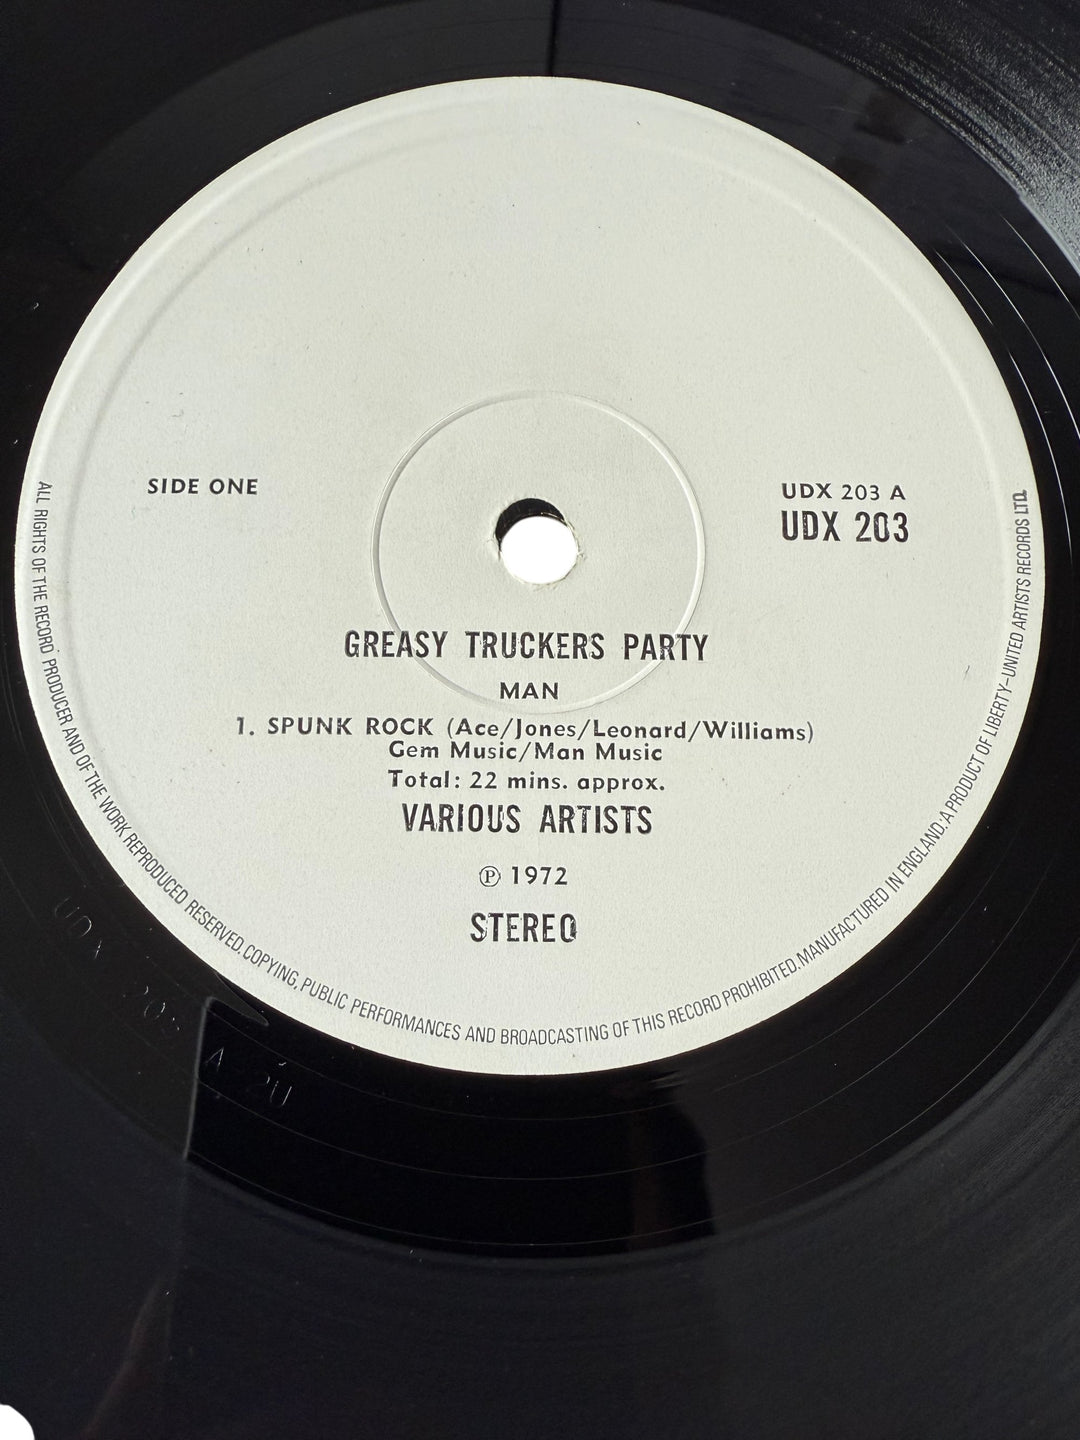 SIDE ONE
UDX 203 A
UDX 203
GREASY TRUCKERS PARTY
MAN
1. SPUNK ROCK (Ace/Jones/Leonard/Williams)
Gem Music/Man Music
Total: 22 mins. approx.
VARIOUS ARTISTS
℗ 1972
STEREO
ALL RIGHTS OF THE RECORD PRODUCER AND OF THE WORK REPRODUCED RESERVED. COPYING, PUBLIC PERFORMANCES AND BROADCASTING OF THIS RECORD PROHIBITED. MANUFACTURED IN ENGLAND. A PRODUCT OF LIBERTY-UNITED ARTISTS RECORDS LTD.
UDX 203